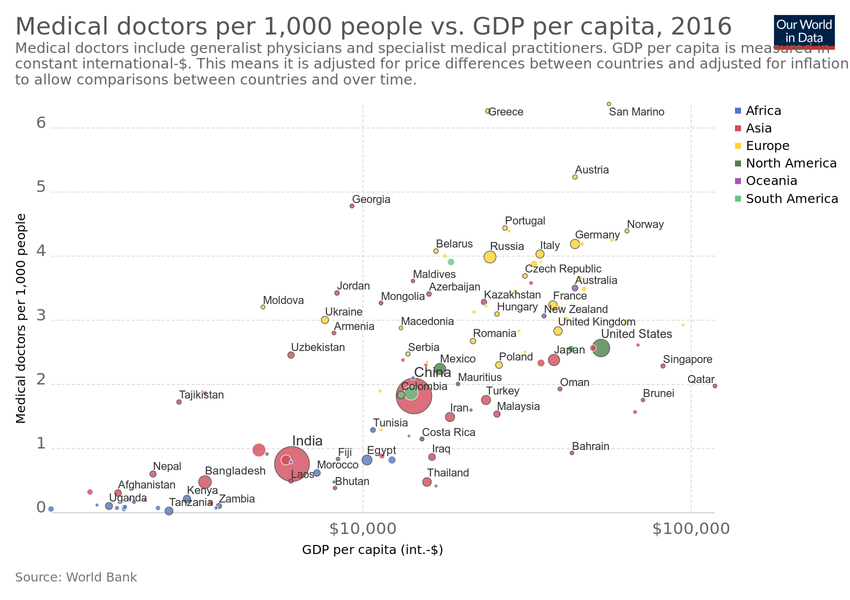 Medical doctors per 1,000 people vs. GDP per capita, 2016
Our World
in Data
Medical doctors include generalist physicians and specialist medical practitioners. GDP per capita is measured in
constant international-$. This means it is adjusted for price differences between countries and adjusted for inflation
to allow comparisons between countries and over time.
Africa
Asia
Europe
North America
Oceania
South America
Medical doctors per 1,000 people
6
5
4
3
2
1
0
Greece
San Marino
Austria
Georgia
Portugal
Norway
Belarus
Russia
Italy
Germany
Czech Republic
Maldives
Australia
Jordan
Azerbaijan
Mongolia
Kazakhstan
France
Moldova
Hungary
New Zealand
Ukraine
Armenia
Macedonia
United Kingdom
Romania
United States
Uzbekistan
Serbia
Mexico
Poland
Japan
Singapore
China
Mauritius
Qatar
Colombia
Tajikistan
Turkey
Oman
Brunei
Iran
Malaysia
Tunisia
Costa Rica
India
Fiji
Egypt
Iraq
Bahrain
Nepal
Bangladesh
Laos
Morocco
Bhutan
Thailand
Afghanistan
Uganda
Kenya
Tanzania
Zambia
$10,000
$100,000
GDP per capita (int.-$)
Source: World Bank